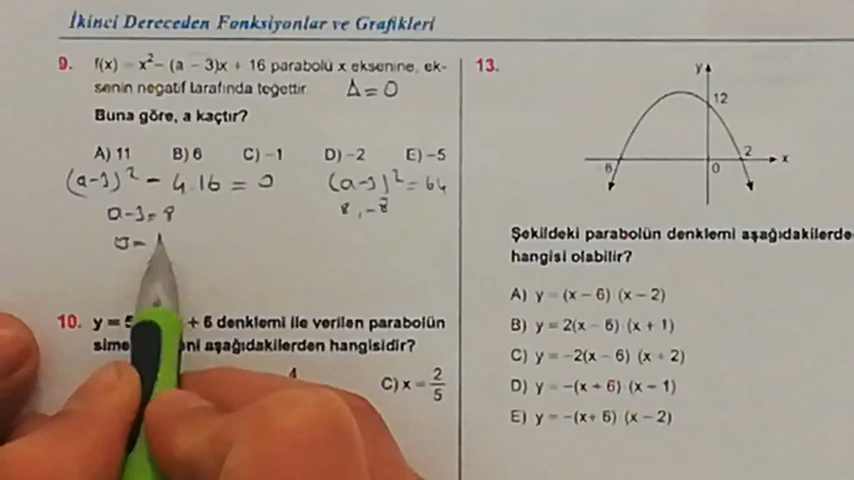 İkinci Dereceden Fonksiyonlar ve Grafikleri
9. f(x) = x² – (a – 3)x + 16 parabolü x eksenine, ek-
senin negatif tarafında teğettir. Δ = 0
Buna göre, a kaçtır?
A) 11 B) 6 C) –1 D) –2 E) –5
(a-3)² - 4.16 = 0 (a-3)² = 64
a-3 = 8 8, -8
a =
10. y = 5 + 6 denklemi ile verilen parabolün
sime aşağıdakilerden hangisidir?
4
C) x = 2/5
13.
y
12
6 2
0 x
Şekildeki parabolün denklemi aşağıdakilerde
hangisi olabilir?
A) y = (x – 6) (x – 2)
B) y = 2(x – 6) (x + 1)
C) y = –2(x – 6) (x + 2)
D) y = –(x + 6) (x – 1)
E) y = –(x + 6) (x – 2)